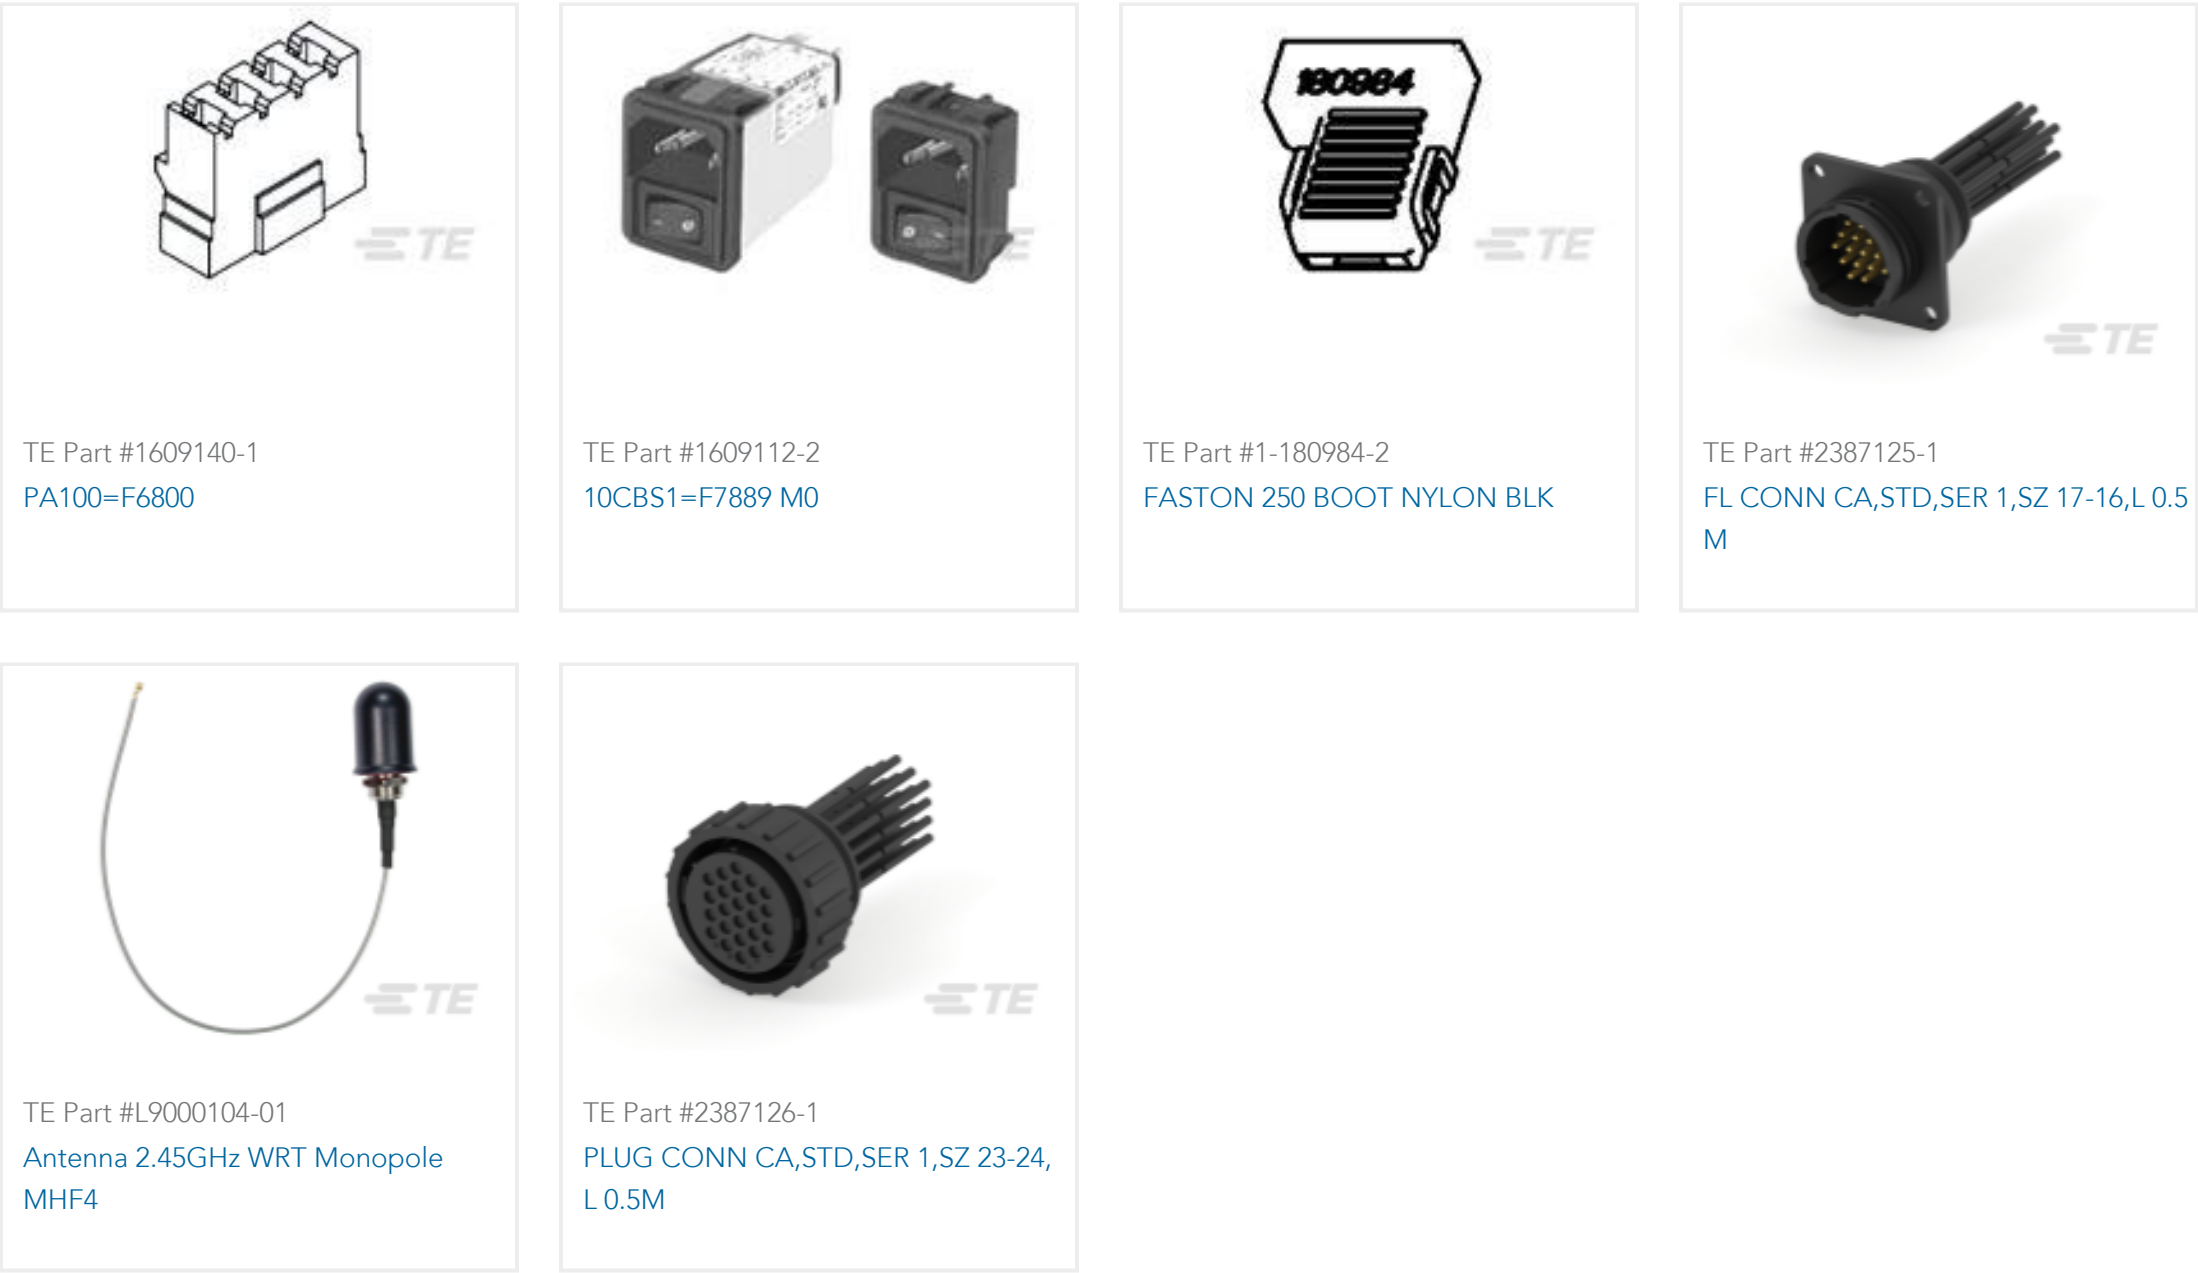 TE
TE
180984
TE
TE
TE Part #1609140-1
PA100=F6800
TE Part #1609112-2
10CBS1=F7889 M0
TE Part #1-180984-2
FASTON 250 BOOT NYLON BLK
TE Part #2387125-1
FL CONN CA,STD,SER 1,SZ 17-16,L 0.5
M
TE
TE
TE Part #L9000104-01
Antenna 2.45GHz WRT Monopole
MHF4
TE Part #2387126-1
PLUG CONN CA,STD,SER 1,SZ 23-24,
L 0.5M